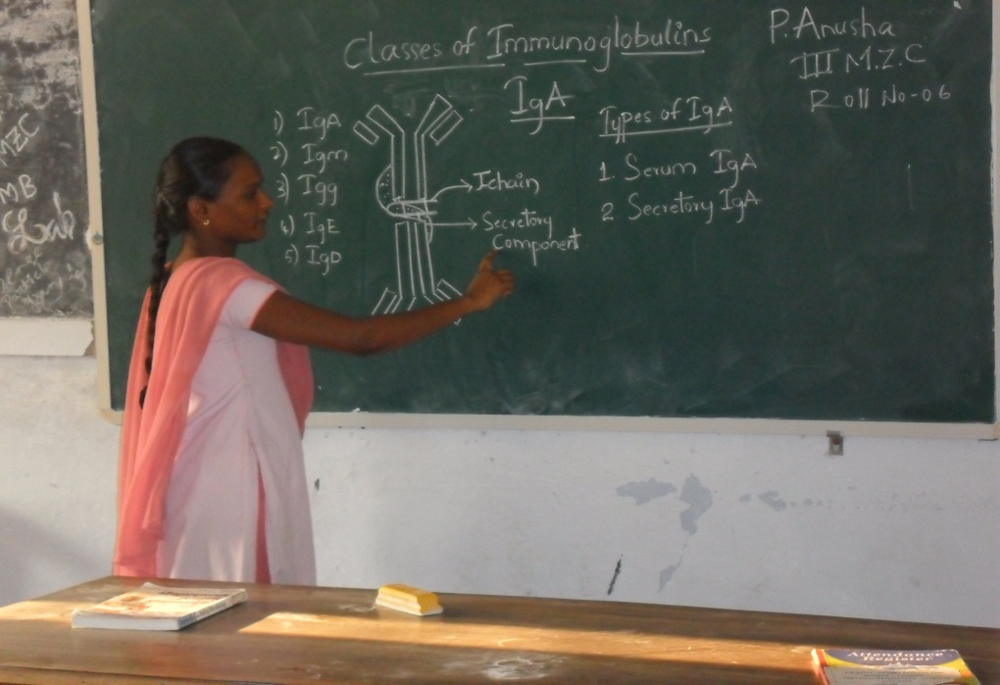 Classes of Immunoglobulins
P. Anusha
III M.Z.C
Roll No-06
IgA
1) IgA
2) Igm
3) Igg
4) IgE
5) IgD
Jchain
Secretory
Component
Types of IgA
1. Serum IgA
2 Secretory IgA
MZC
MB
Lab
Attendance
Register